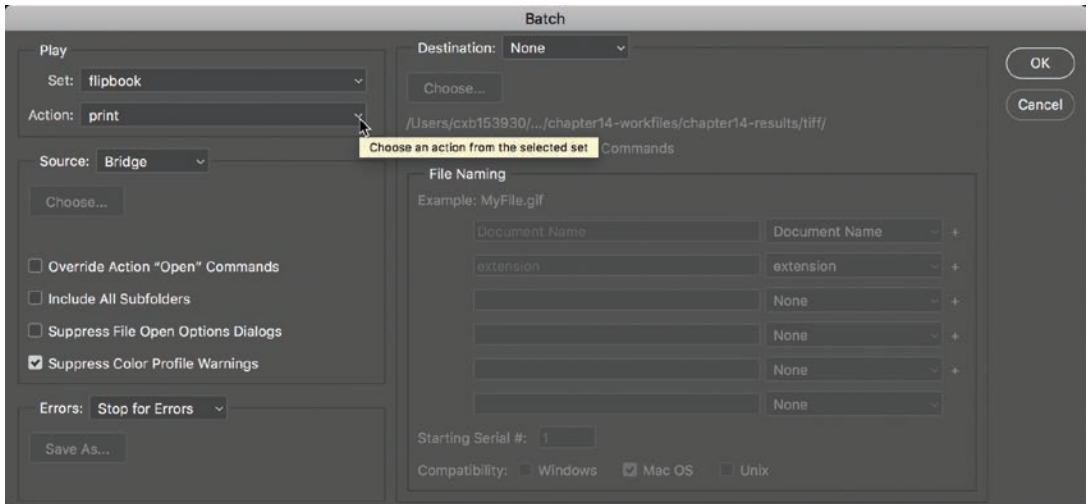 Batch
Play
Set: flipbook
Action: print
Choose an action from the selected set
Source: Bridge
Choose...
Override Action “Open” Commands
Include All Subfolders
Suppress File Open Options Dialogs
Suppress Color Profile Warnings
Errors: Stop for Errors
Save As...
Destination: None
Choose...
/Users/cxb153930/.../chapter14-workfiles/chapter14-results/tiff/
Commands
File Naming
Example: MyFile.gif
Document Name Document Name +
extension extension +
None +
None +
None +
None
Starting Serial #: 1
Compatibility: Windows Mac OS Unix
OK
Cancel